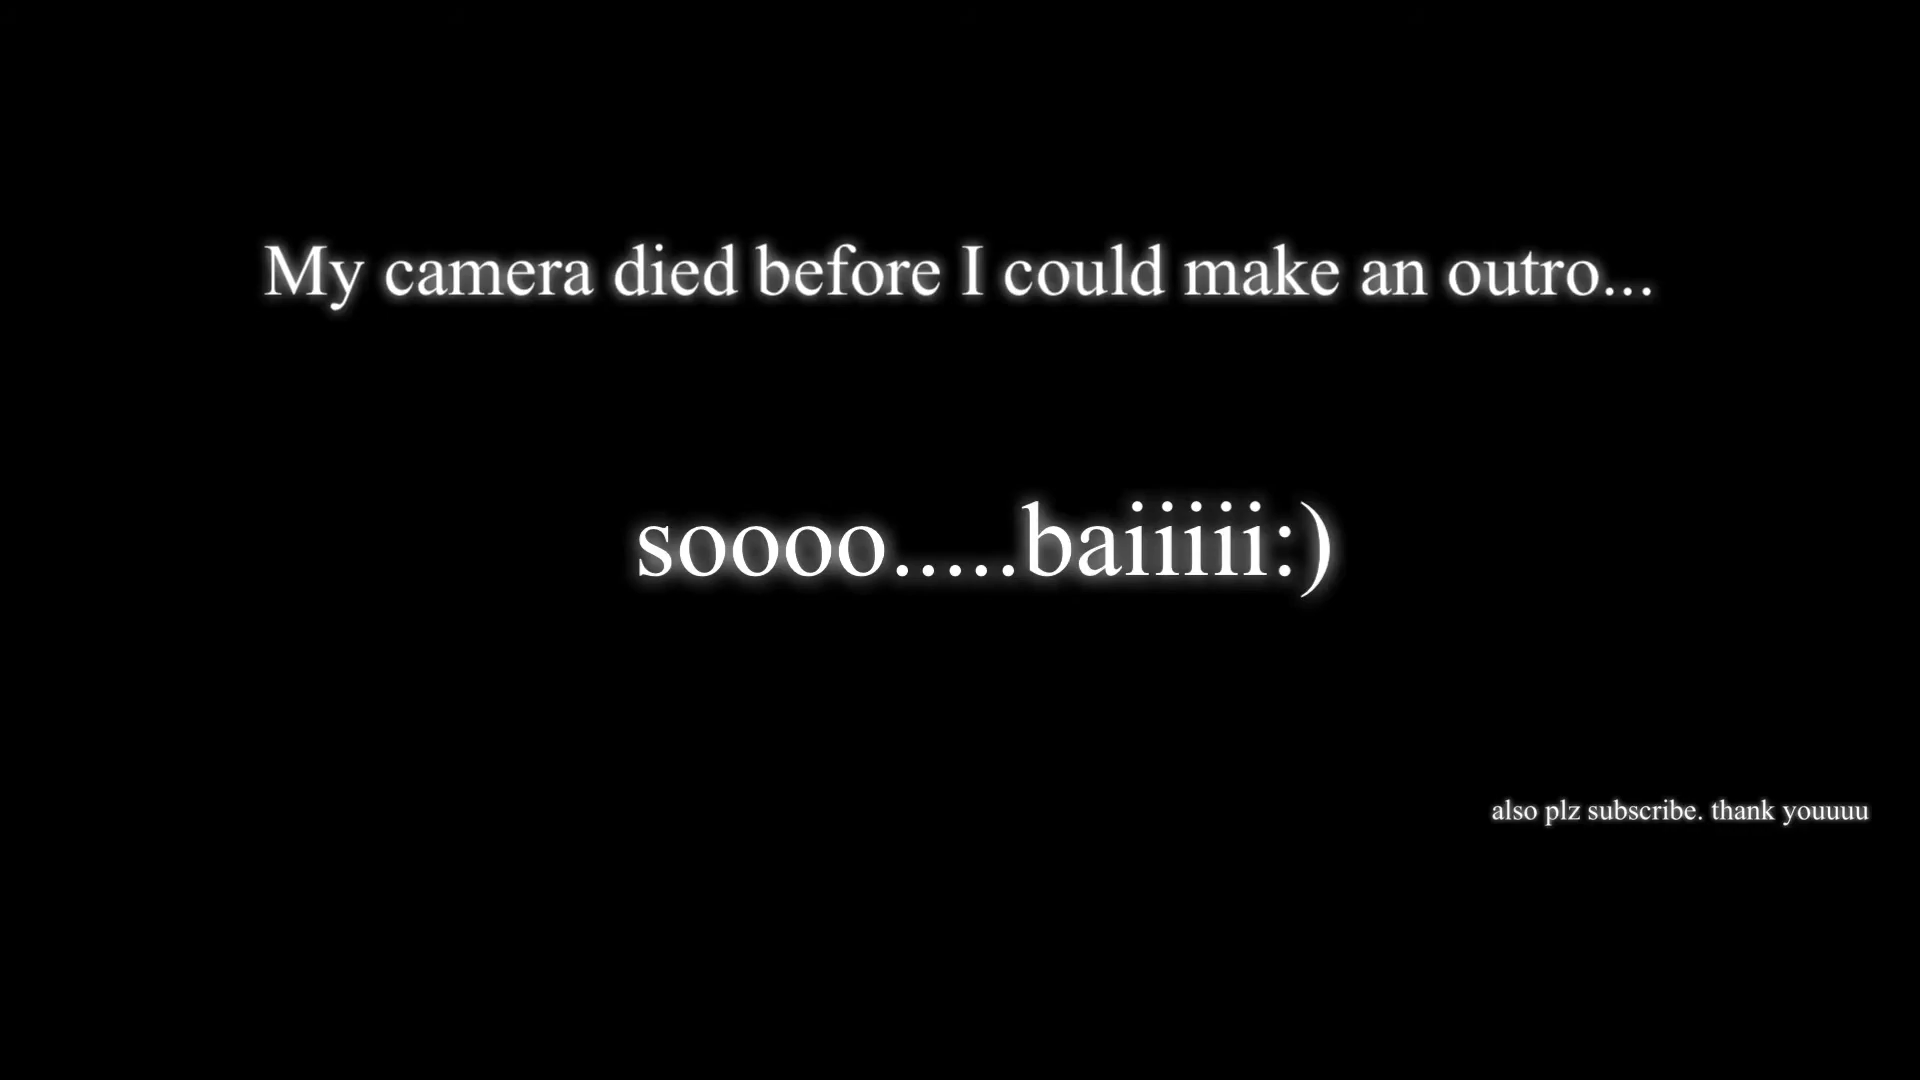 My camera died before I could make an outro...
soooo.....baiiiii:)
also plz subscribe. thank youuuu